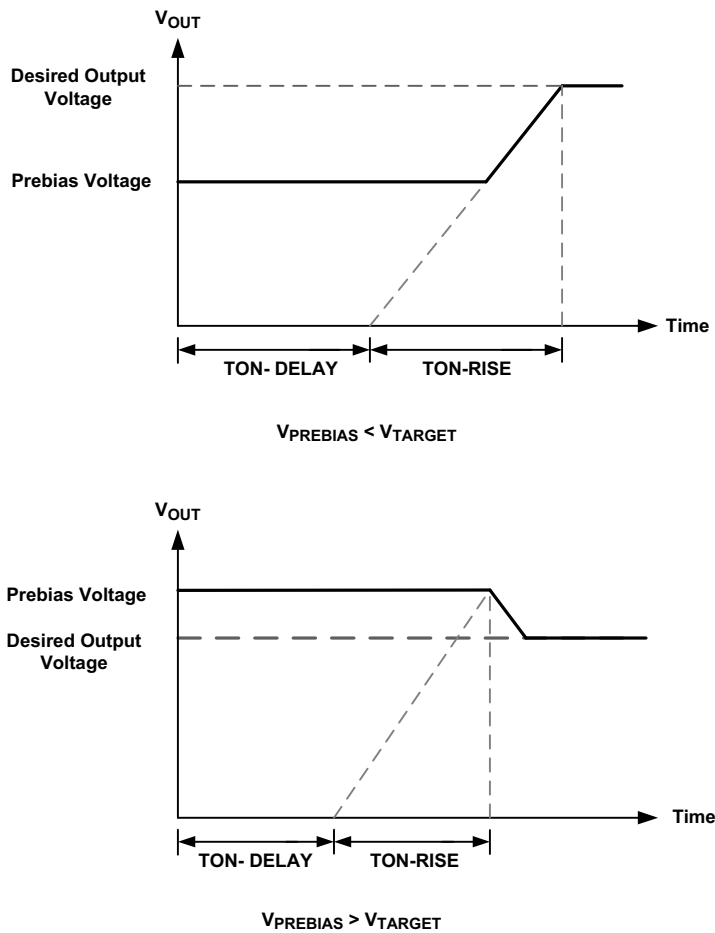 VOUT
Desired Output
Voltage
Prebias Voltage
Time
TON- DELAY
TON-RISE
VPREBIAS < VTARGET
VOUT
Prebias Voltage
Desired Output
Voltage
Time
TON- DELAY
TON-RISE
VPREBIAS > VTARGET